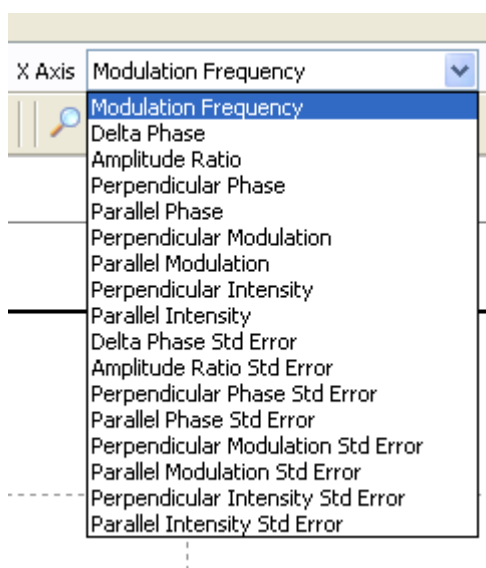 X Axis Modulation Frequency
Modulation Frequency
Delta Phase
Amplitude Ratio
Perpendicular Phase
Parallel Phase
Perpendicular Modulation
Parallel Modulation
Perpendicular Intensity
Parallel Intensity
Delta Phase Std Error
Amplitude Ratio Std Error
Perpendicular Phase Std Error
Parallel Phase Std Error
Perpendicular Modulation Std Error
Parallel Modulation Std Error
Perpendicular Intensity Std Error
Parallel Intensity Std Error